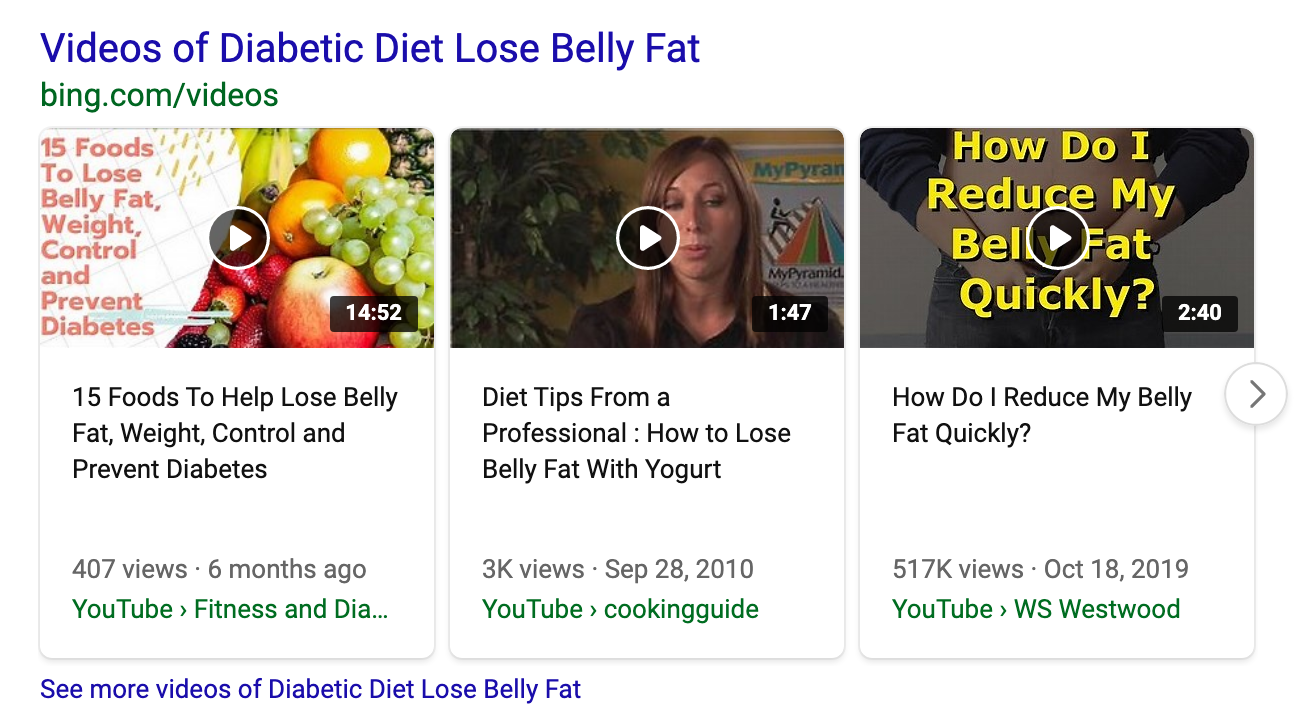 Videos of Diabetic Diet Lose Belly Fat
bing.com/videos
15 Foods
To Lose
Belly Fat,
Weight,
Control
and
Prevent
Diabetes
14:52
MyPyram
MyPyramid.
1:47
How Do I
Reduce My
Belly Fat
Quickly?
2:40
15 Foods To Help Lose Belly
Fat, Weight, Control and
Prevent Diabetes
407 views · 6 months ago
YouTube › Fitness and Dia...
Diet Tips From a
Professional : How to Lose
Belly Fat With Yogurt
3K views · Sep 28, 2010
YouTube › cookingguide
How Do I Reduce My Belly
Fat Quickly?
517K views · Oct 18, 2019
YouTube › WS Westwood
See more videos of Diabetic Diet Lose Belly Fat